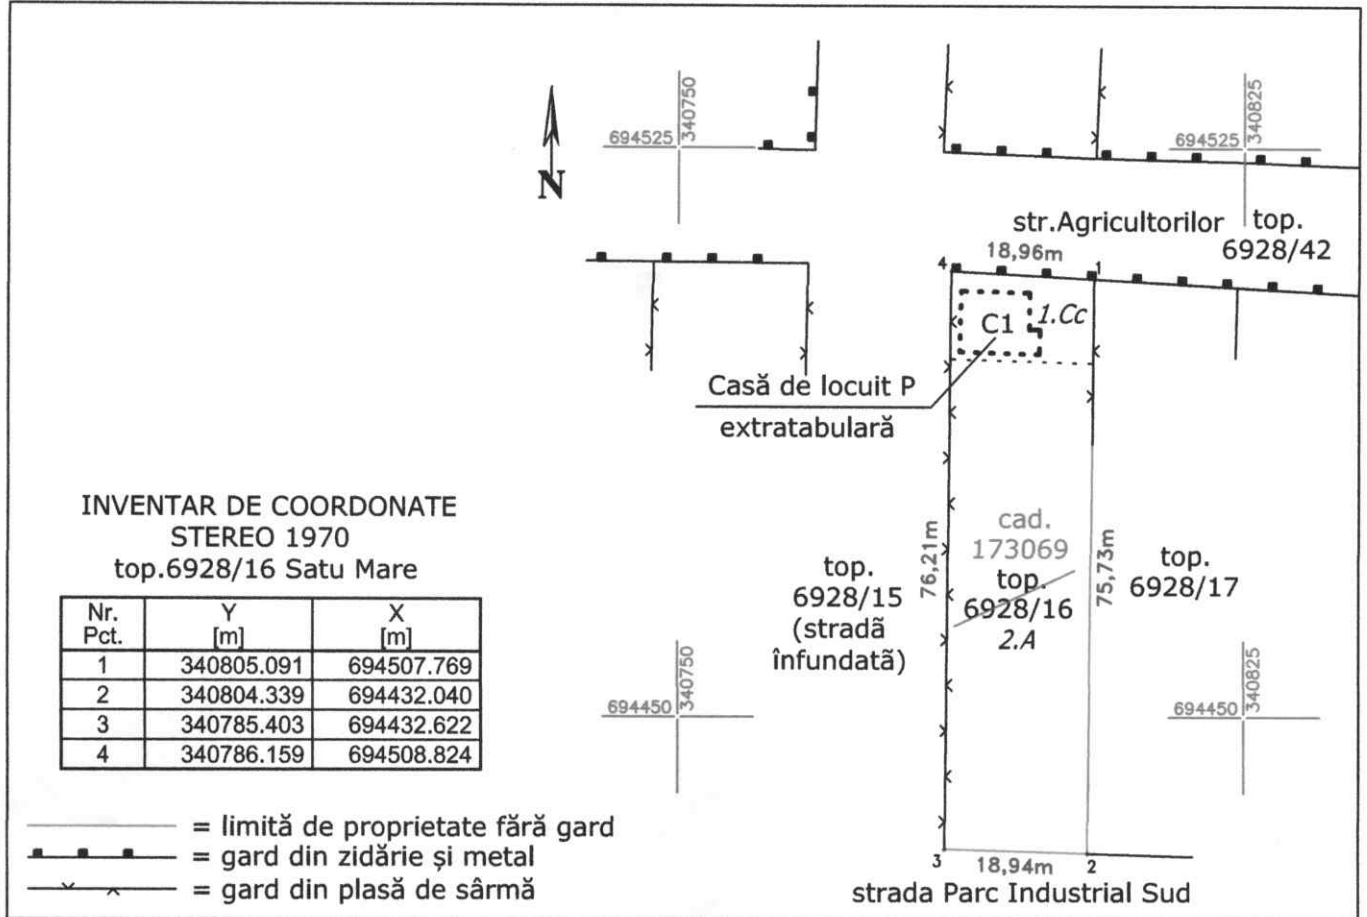 694525
340750
694525
340825
N
str.Agricultorilor top.
6928/42
18,96m
4
1
C1
1.Cc
Casă de locuit P
extratabulară
INVENTAR DE COORDONATE
STEREO 1970
top.6928/16 Satu Mare
Nr. Pct. Y [m] X [m]
1 340805.091 694507.769
2 340804.339 694432.040
3 340785.403 694432.622
4 340786.159 694508.824
top.
6928/15
(stradã
înfundatã)
76,21m
cad.
173069
top.
6928/16
2.A
75,73m
top.
6928/17
694450
340750
694450
340825
= limită de proprietate fără gard
= gard din zidărie și metal
= gard din plasă de sârmă
3
18,94m
2
strada Parc Industrial Sud